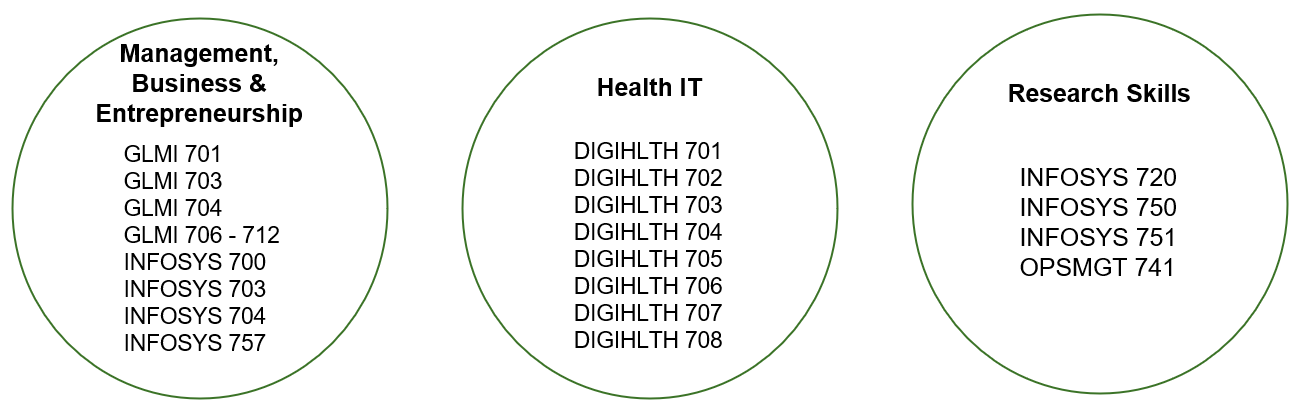 Management,
Business &
Entrepreneurship
GLMI 701
GLMI 703
GLMI 704
GLMI 706 - 712
INFOSYS 700
INFOSYS 703
INFOSYS 704
INFOSYS 757
Health IT
DIGIHLTH 701
DIGIHLTH 702
DIGIHLTH 703
DIGIHLTH 704
DIGIHLTH 705
DIGIHLTH 706
DIGIHLTH 707
DIGIHLTH 708
Research Skills
INFOSYS 720
INFOSYS 750
INFOSYS 751
OPSMGT 741